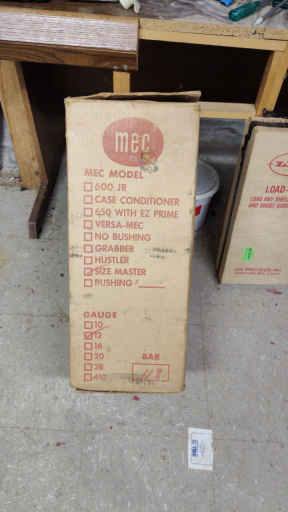 mec
MEC MODEL
600 JR
CASE CONDITIONER
650 WITH EZ PRIME
VERSA-MEC
NO BUSHING
GRABBER
HUSTLER
SIZE MASTER
BUSHING
GAUGE
10
12
16
20
28
410
BAR
LOAD-